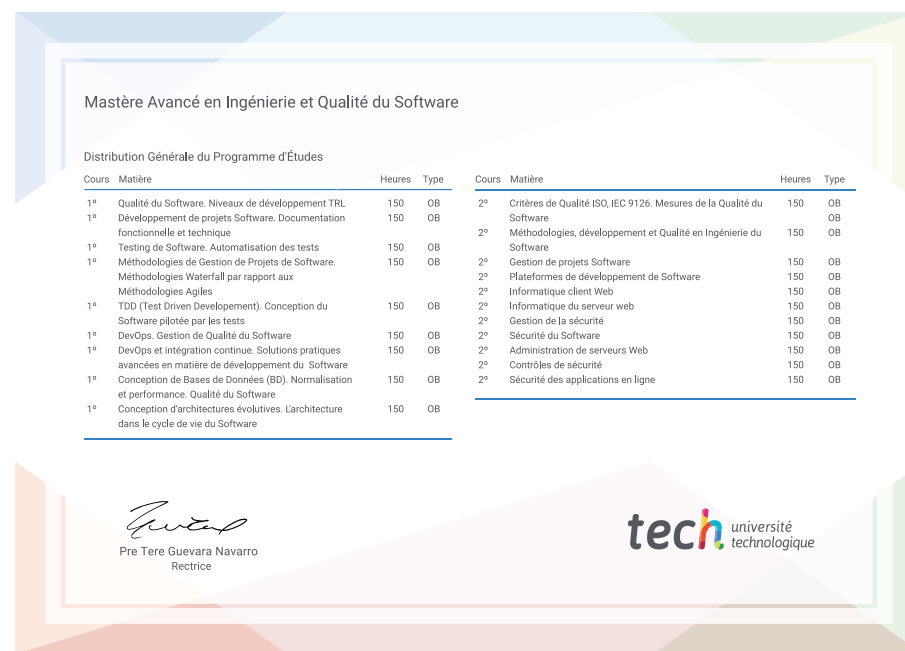 Mastère Avancé en Ingénierie et Qualité du Software
Distribution Générale du Programme d'Études
Cours Matière Heures Type
1º Qualité du Software. Niveaux de développement TRL 150 OB
1º Développement de projets Software. Documentation 150 OB
fonctionnelle et technique
1º Testing de Software. Automatisation des tests 150 OB
1º Méthodologies de Gestion de Projets de Software. 150 OB
Méthodologies Waterfall par rapport aux
Méthodologies Agiles
1º TDD (Test Driven Developement). Conception du 150 OB
Software pilotée par les tests
1º DevOps. Gestion de Qualité du Software 150 OB
1º DevOps et intégration continue. Solutions pratiques 150 OB
avancées en matière de développement du Software
1º Conception de Bases de Données (BD). Normalisation 150 OB
et performance. Qualité du Software
1º Conception d'architectures évolutives. L'architecture 150 OB
dans le cycle de vie du Software
Cours Matière Heures Type
2º Critères de Qualité ISO, IEC 9126. Mesures de la Qualité du 150 OB
Software OB
2º Méthodologies, développement et Qualité en Ingénierie du 150 OB
Software
2º Gestion de projets Software 150 OB
2º Plateformes de développement de Software 150 OB
2º Informatique client Web 150 OB
2º Informatique du serveur web 150 OB
2º Gestion de la sécurité 150 OB
2º Sécurité du Software 150 OB
2º Administration de serveurs Web 150 OB
2º Contrôles de sécurité 150 OB
2º Sécurité des applications en ligne 150 OB
Pre Tere Guevara Navarro
Rectrice
tech université
technologique